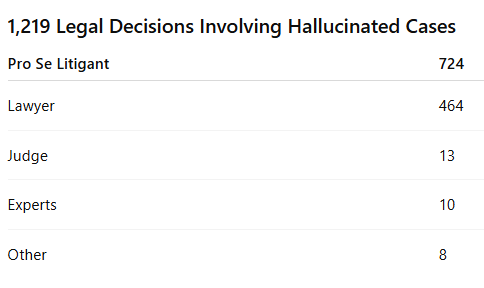 1,219 Legal Decisions Involving Hallucinated Cases
Pro Se Litigant 724
Lawyer 464
Judge 13
Experts 10
Other 8